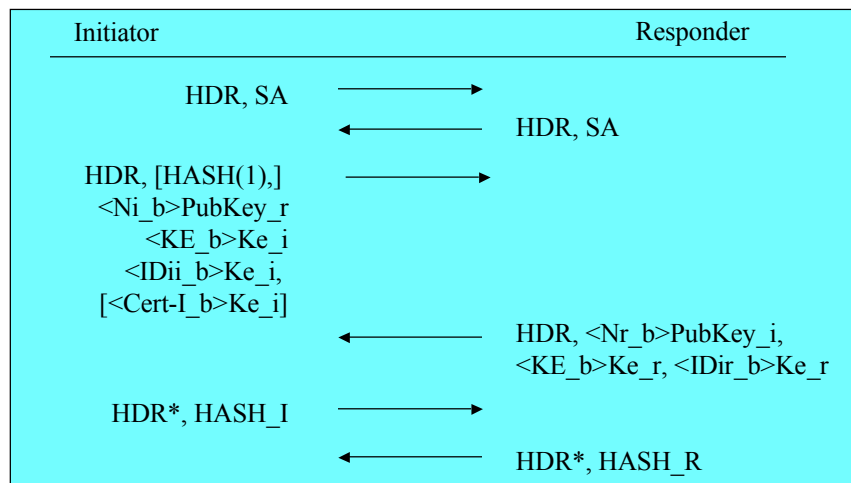 Initiator Responder
HDR, SA
HDR, SA
HDR, [HASH(1),]
<Ni_b>PubKey_r
<KE_b>Ke_i
<IDii_b>Ke_i,
[<Cert-I_b>Ke_i]
HDR, <Nr_b>PubKey_i,
<KE_b>Ke_r, <IDir_b>Ke_r
HDR*, HASH_I
HDR*, HASH_R